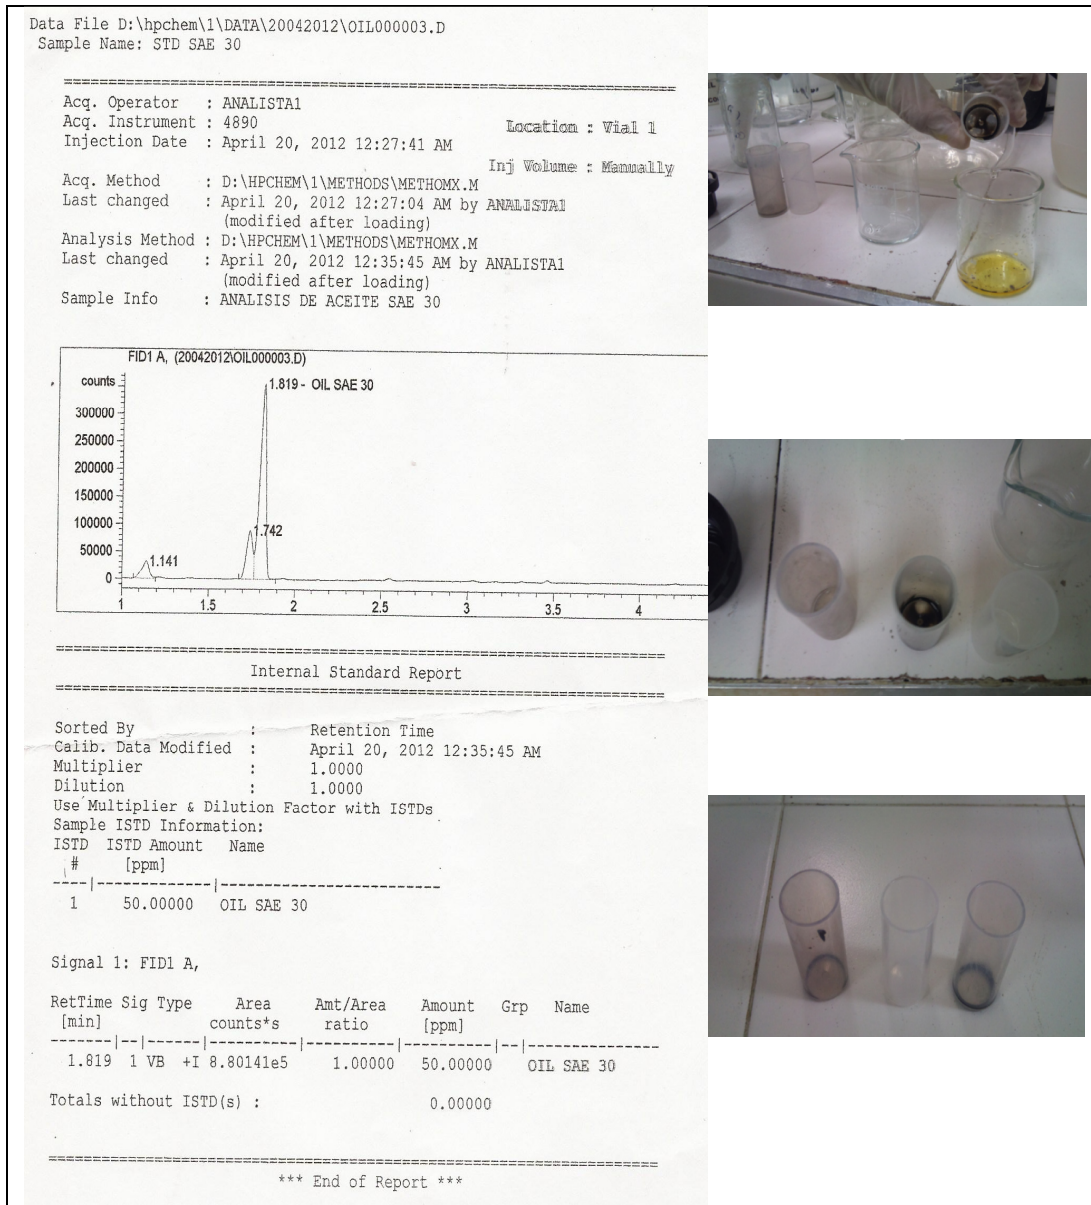 Data File D:\hpchem\1\DATA\20042012\OIL000003.D
Sample Name: STD SAE 30
Acq. Operator : ANALISTA1
Acq. Instrument : 4890 Location : Vial 1
Injection Date : April 20, 2012 12:27:41 AM
Inj Volume : Manually
Acq. Method : D:\HPCHEM\1\METHODS\METHOMX.M
Last changed : April 20, 2012 12:27:04 AM by ANALISTA1
(modified after loading)
Analysis Method : D:\HPCHEM\1\METHODS\METHOMX.M
Last changed : April 20, 2012 12:35:45 AM by ANALISTA1
(modified after loading)
Sample Info : ANALISIS DE ACEITE SAE 30
FID1 A, (20042012\OIL000003.D)
counts
1.819 - OIL SAE 30
300000
250000
200000
150000
100000
1.742
50000
1.141
0
1 1.5 2 2.5 3 3.5 4
Internal Standard Report
Sorted By : Retention Time
Calib. Data Modified : April 20, 2012 12:35:45 AM
Multiplier : 1.0000
Dilution : 1.0000
Use Multiplier & Dilution Factor with ISTDs
Sample ISTD Information:
ISTD ISTD Amount Name
# [ppm]
1 50.00000 OIL SAE 30
Signal 1: FID1 A,
RetTime Sig Type Area Amt/Area Amount Grp Name
[min] counts*s ratio [ppm]
1.819 1 VB +I 8.80141e5 1.00000 50.00000 OIL SAE 30
Totals without ISTD(s) : 0.00000
*** End of Report ***